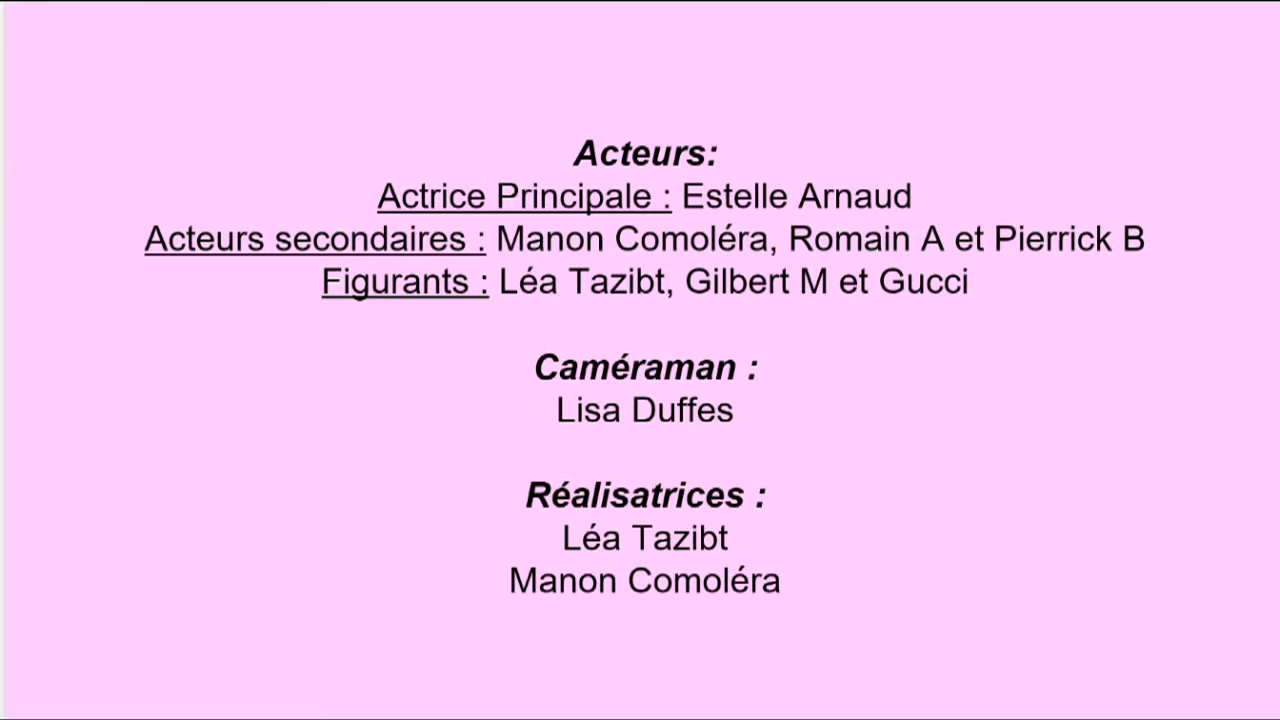 Acteurs:
Actrice Principale : Estelle Arnaud
Acteurs secondaires : Manon Comoléra, Romain A et Pierrick B
Figurants : Léa Tazibt, Gilbert M et Gucci
Caméraman :
Lisa Duffes
Réalisatrices :
Léa Tazibt
Manon Comoléra